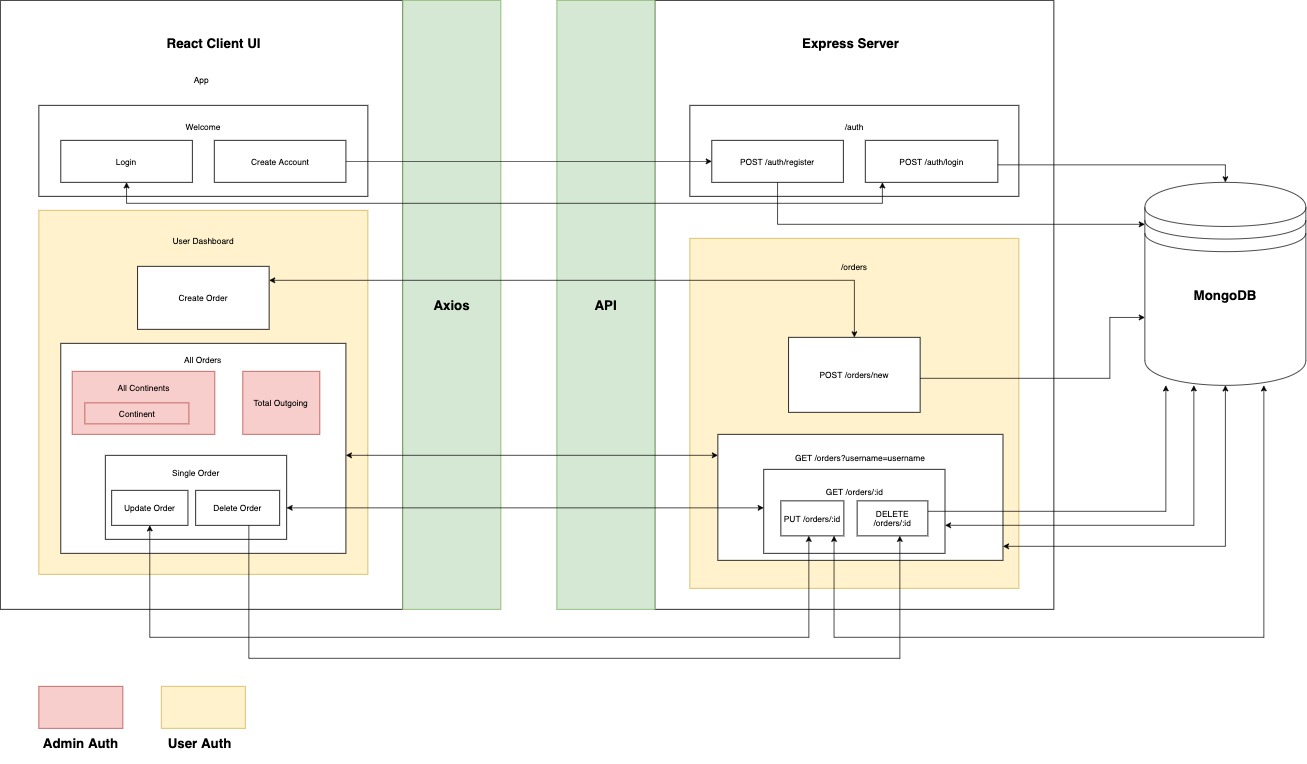 React Client UI
App
Welcome
Login
Create Account
User Dashboard
Create Order
All Orders
All Continents
Continent
Total Outgoing
Single Order
Update Order
Delete Order
Axios
API
Express Server
/auth
POST /auth/register
POST /auth/login
/orders
POST /orders/new
GET /orders?username=username
GET /orders/:id
PUT /orders/:id
DELETE
/orders/:id
MongoDB
Admin Auth
User Auth